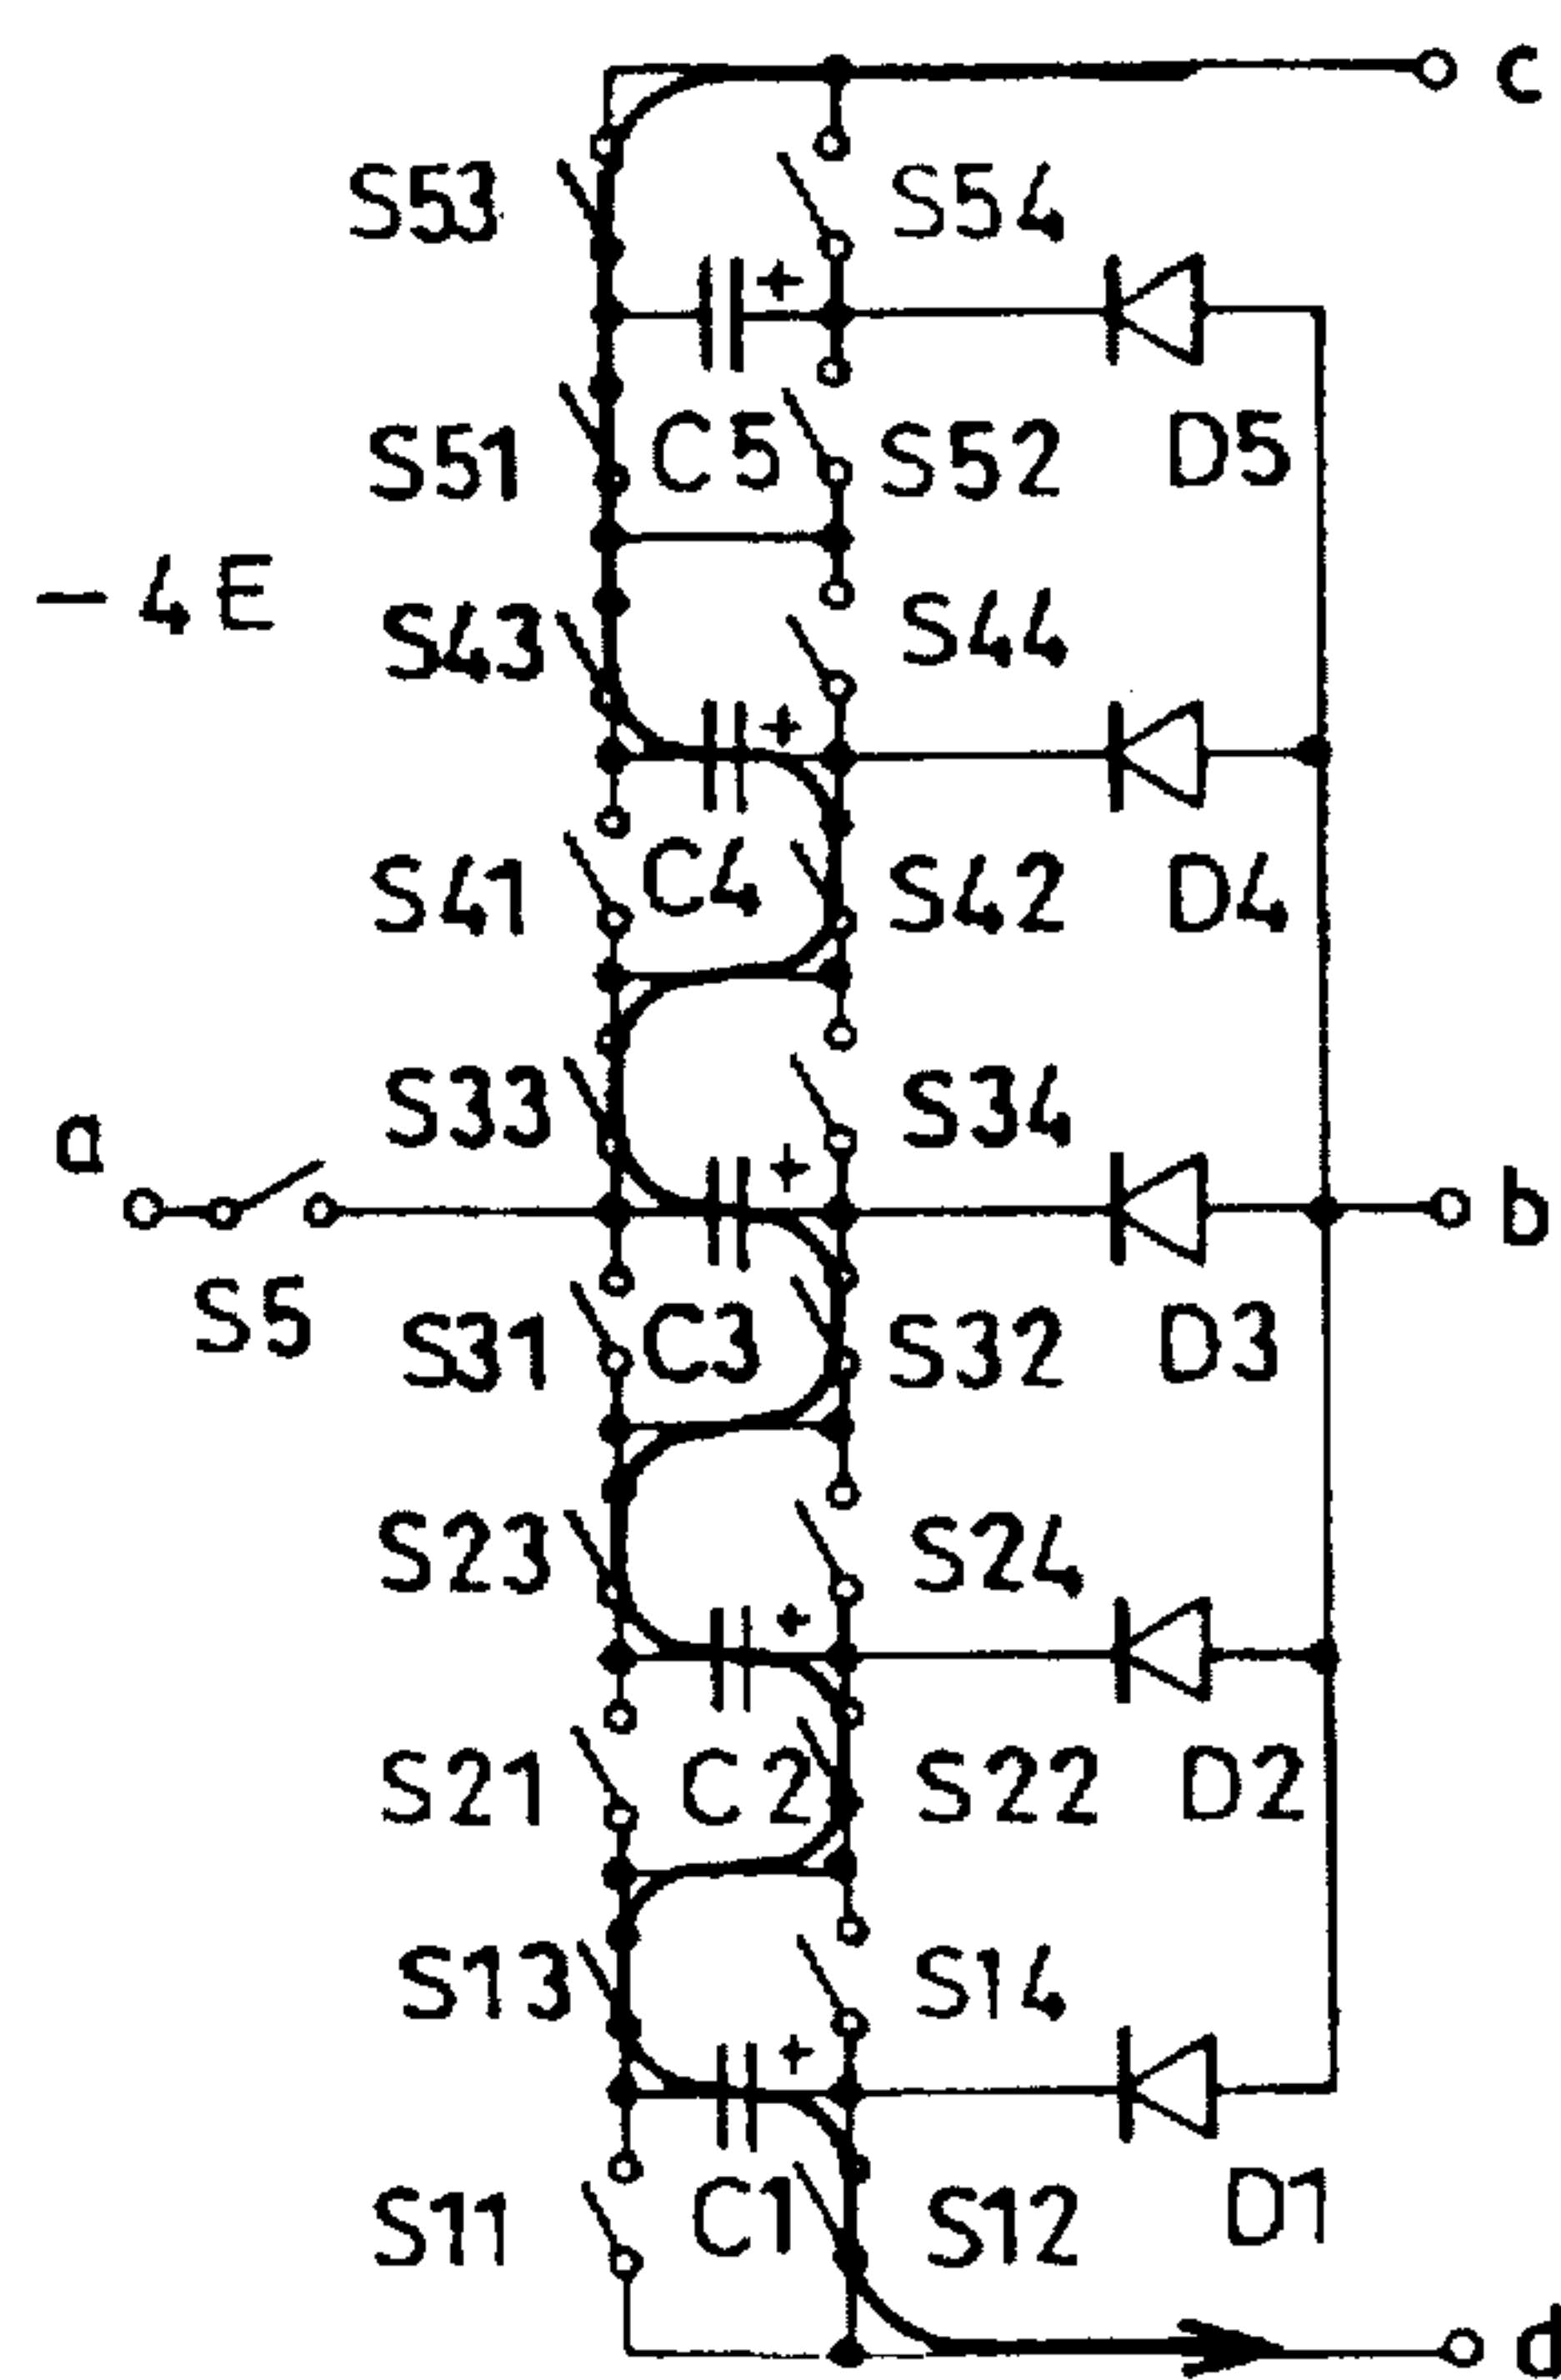 c
S53 S54
+
S51 C5 S52 D5
– 4E
S43 S44
+
S41 C4 S42 D4
S33 S34
a
+
b
S5
S31 C3 S32 D3
S23 S24
+
S21 C2 S22 D2
S13 S14
+
S11 C1 S12 D1
d